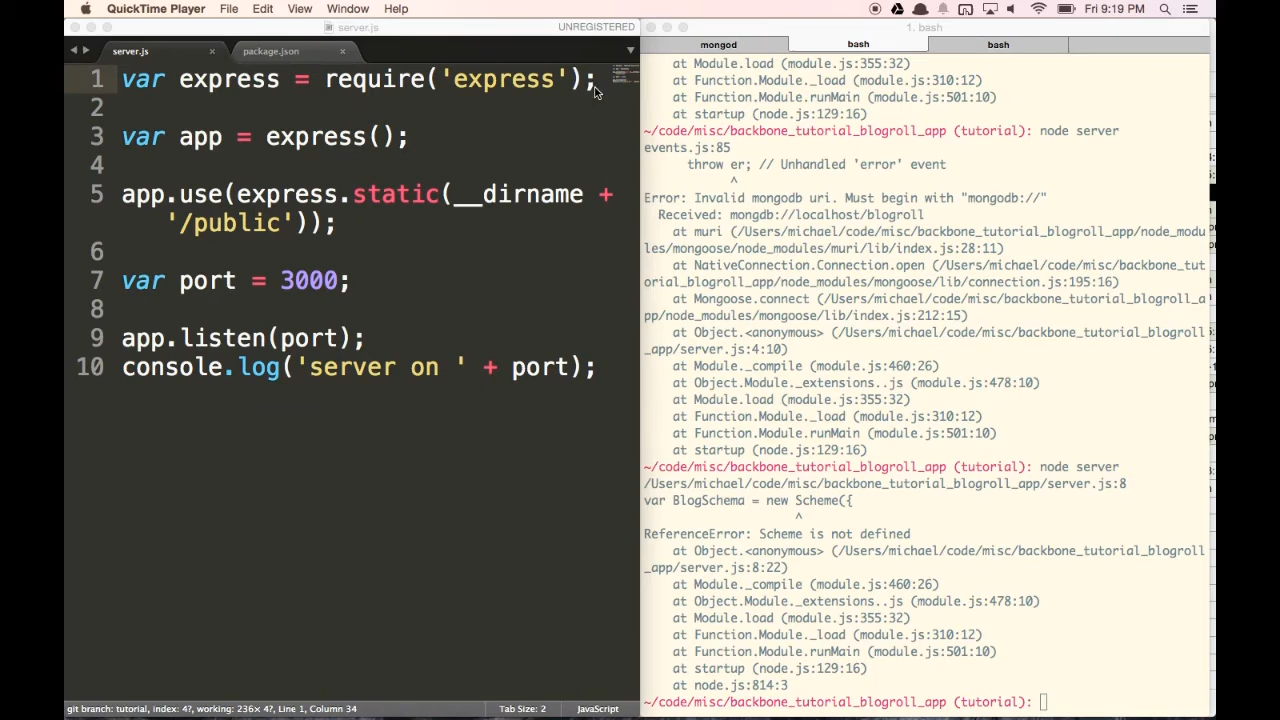 QuickTime Player File Edit View Window Help Fri 9:19 PM
server.js UNREGISTERED
server.js × package.json ×
1 var express = require('express');
2
3 var app = express();
4
5 app.use(express.static(__dirname +
'/public'));
6
7 var port = 3000;
8
9 app.listen(port);
10 console.log('server on ' + port);
git branch: tutorial, index: 4?, working: 236× 4?, Line 1, Column 34 Tab Size: 2 JavaScript
1. bash
mongod bash bash
at Module.load (module.js:355:32)
at Function.Module._load (module.js:310:12)
at Function.Module.runMain (module.js:501:10)
at startup (node.js:129:16)
~/code/misc/backbone_tutorial_blogroll_app (tutorial): node server
events.js:85
throw er; // Unhandled 'error' event
^
Error: Invalid mongodb uri. Must begin with "mongodb://"
Received: mongdb://localhost/blogroll
at muri (/Users/michael/code/misc/backbone_tutorial_blogroll_app/node_modu
les/mongoose/node_modules/muri/lib/index.js:28:11)
at NativeConnection.Connection.open (/Users/michael/code/misc/backbone_tut
orial_blogroll_app/node_modules/mongoose/lib/connection.js:195:16)
at Mongoose.connect (/Users/michael/code/misc/backbone_tutorial_blogroll_a
pp/node_modules/mongoose/lib/index.js:212:15)
at Object.<anonymous> (/Users/michael/code/misc/backbone_tutorial_blogroll
_app/server.js:4:10)
at Module._compile (module.js:460:26)
at Object.Module._extensions..js (module.js:478:10)
at Module.load (module.js:355:32)
at Function.Module._load (module.js:310:12)
at Function.Module.runMain (module.js:501:10)
at startup (node.js:129:16)
~/code/misc/backbone_tutorial_blogroll_app (tutorial): node server
/Users/michael/code/misc/backbone_tutorial_blogroll_app/server.js:8
var BlogSchema = new Scheme({
^
ReferenceError: Scheme is not defined
at Object.<anonymous> (/Users/michael/code/misc/backbone_tutorial_blogroll
_app/server.js:8:22)
at Module._compile (module.js:460:26)
at Object.Module._extensions..js (module.js:478:10)
at Module.load (module.js:355:32)
at Function.Module._load (module.js:310:12)
at Function.Module.runMain (module.js:501:10)
at startup (node.js:129:16)
at node.js:814:3
~/code/misc/backbone_tutorial_blogroll_app (tutorial):